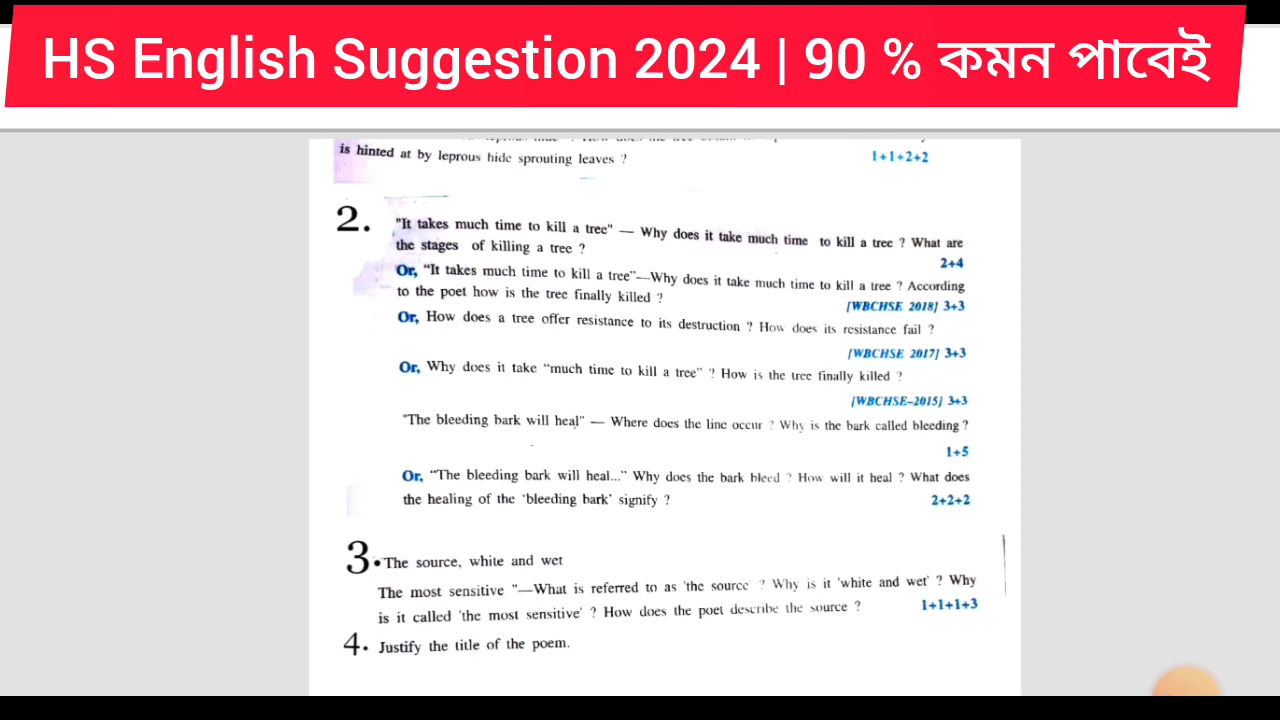 HS English Suggestion 2024 | 90 % কমন পাবেই
is hinted at by leprous hide sprouting leaves ?
1+1+2+2
2. "It takes much time to kill a tree" — Why does it take much time to kill a tree ? What are
the stages of killing a tree ?
2+4
Or, “It takes much time to kill a tree”—Why does it take much time to kill a tree ? According
to the poet how is the tree finally killed ?
[WBCHSE 2018] 3+3
Or, How does a tree offer resistance to its destruction ? How does its resistance fail ?
[WBCHSE 2017] 3+3
Or, Why does it take “much time to kill a tree” ? How is the tree finally killed ?
[WBCHSE-2015] 3+3
"The bleeding bark will heal" — Where does the line occur ? Why is the bark called bleeding ?
1+5
Or, “The bleeding bark will heal...” Why does the bark bleed ? How will it heal ? What does
the healing of the 'bleeding bark' signify ?
2+2+2
3. The source, white and wet
The most sensitive "—What is referred to as 'the source' ? Why is it 'white and wet' ? Why
is it called 'the most sensitive' ? How does the poet describe the source ?
1+1+1+3
4. Justify the title of the poem.